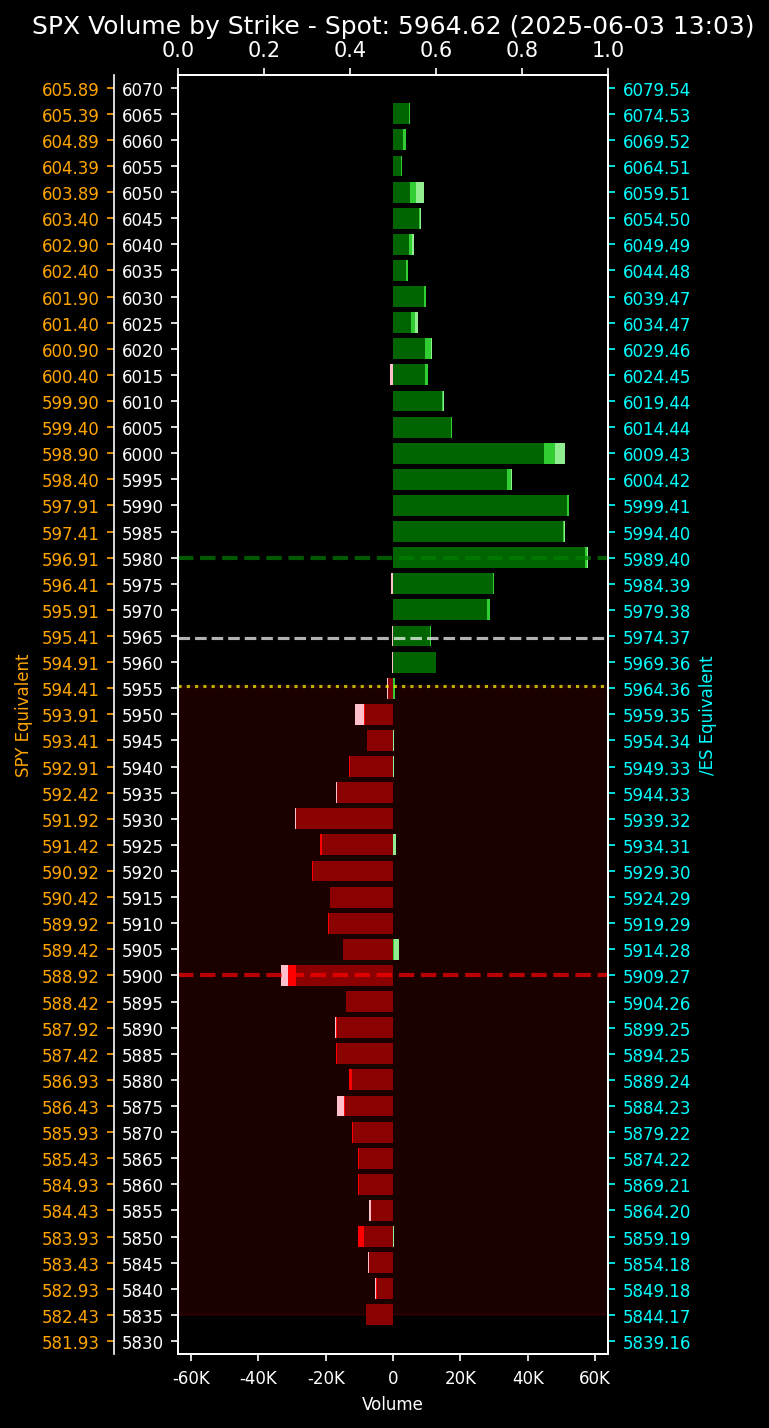 SPX Volume by Strike - Spot: 5964.62 (2025-06-03 13:03)
0.0 0.2 0.4 0.6 0.8 1.0
605.89 6070 6079.54
605.39 6065 6074.53
604.89 6060 6069.52
604.39 6055 6064.51
603.89 6050 6059.51
603.40 6045 6054.50
602.90 6040 6049.49
602.40 6035 6044.48
601.90 6030 6039.47
601.40 6025 6034.47
600.90 6020 6029.46
600.40 6015 6024.45
599.90 6010 6019.44
599.40 6005 6014.44
598.90 6000 6009.43
598.40 5995 6004.42
597.91 5990 5999.41
597.41 5985 5994.40
596.91 5980 5989.40
596.41 5975 5984.39
595.91 5970 5979.38
595.41 5965 5974.37
594.91 5960 5969.36
594.41 5955 5964.36
593.91 5950 5959.35
593.41 5945 5954.34
592.91 5940 5949.33
592.42 5935 5944.33
591.92 5930 5939.32
591.42 5925 5934.31
590.92 5920 5929.30
590.42 5915 5924.29
589.92 5910 5919.29
589.42 5905 5914.28
588.92 5900 5909.27
588.42 5895 5904.26
587.92 5890 5899.25
587.42 5885 5894.25
586.93 5880 5889.24
586.43 5875 5884.23
585.93 5870 5879.22
585.43 5865 5874.22
584.93 5860 5869.21
584.43 5855 5864.20
583.93 5850 5859.19
583.43 5845 5854.18
582.93 5840 5849.18
582.43 5835 5844.17
581.93 5830 5839.16
SPY Equivalent
/ES Equivalent
-60K -40K -20K 0 20K 40K 60K
Volume